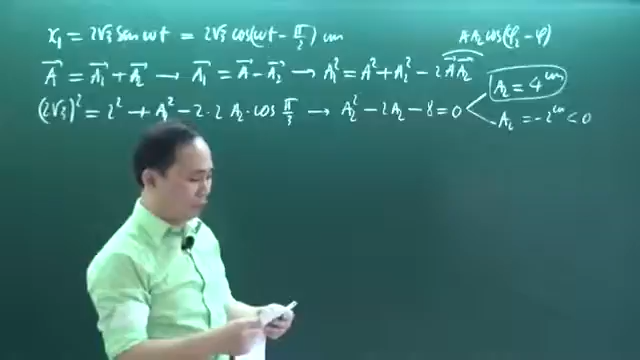 x₁ = 2√3 sin ωt = 2√3 cos(ωt − π/2) cm
A A₂ cos(φ₂ − φ)
A⃗ = A⃗₁ + A⃗₂ → A⃗₁ = A⃗ − A⃗₂ → A₁² = A² + A₂² − 2A⃗A⃗₂
(2√3)² = 2² + A₂² − 2·2 A₂·cos π/3 → A₂² − 2A₂ − 8 = 0
A₂ = 4 cm
A₂ = −2 cm < 0